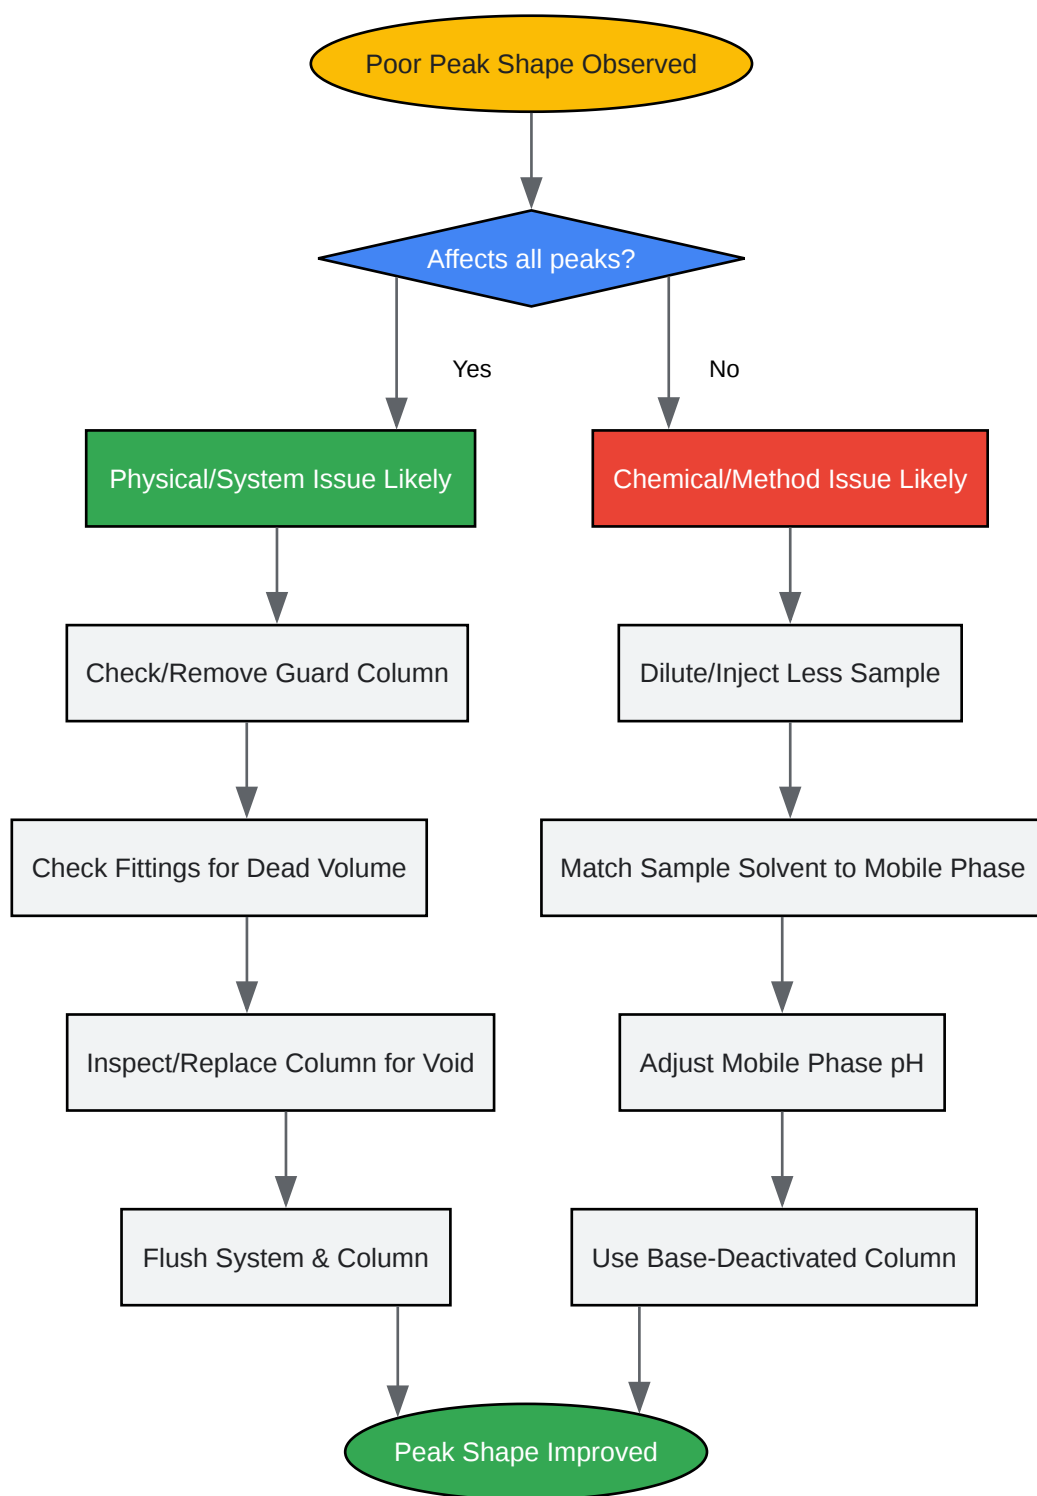 Poor Peak Shape Observed
Affects all peaks?
Yes
No
Physical/System Issue Likely
Chemical/Method Issue Likely
Check/Remove Guard Column
Dilute/Inject Less Sample
Check Fittings for Dead Volume
Match Sample Solvent to Mobile Phase
Inspect/Replace Column for Void
Adjust Mobile Phase pH
Flush System & Column
Use Base-Deactivated Column
Peak Shape Improved